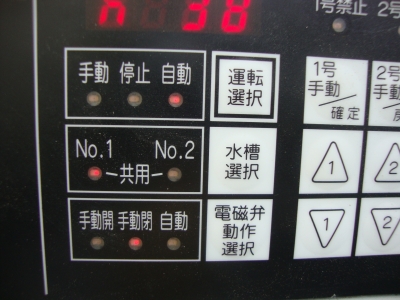 n 38
1号禁止 2号
手動 停止 自動
運転
選択
1号
手動
／確定
2号
手動
No.1 No.2
共用
水槽
選択
1
2
手動開 手動閉 自動
電磁弁
動作
選択
1
2